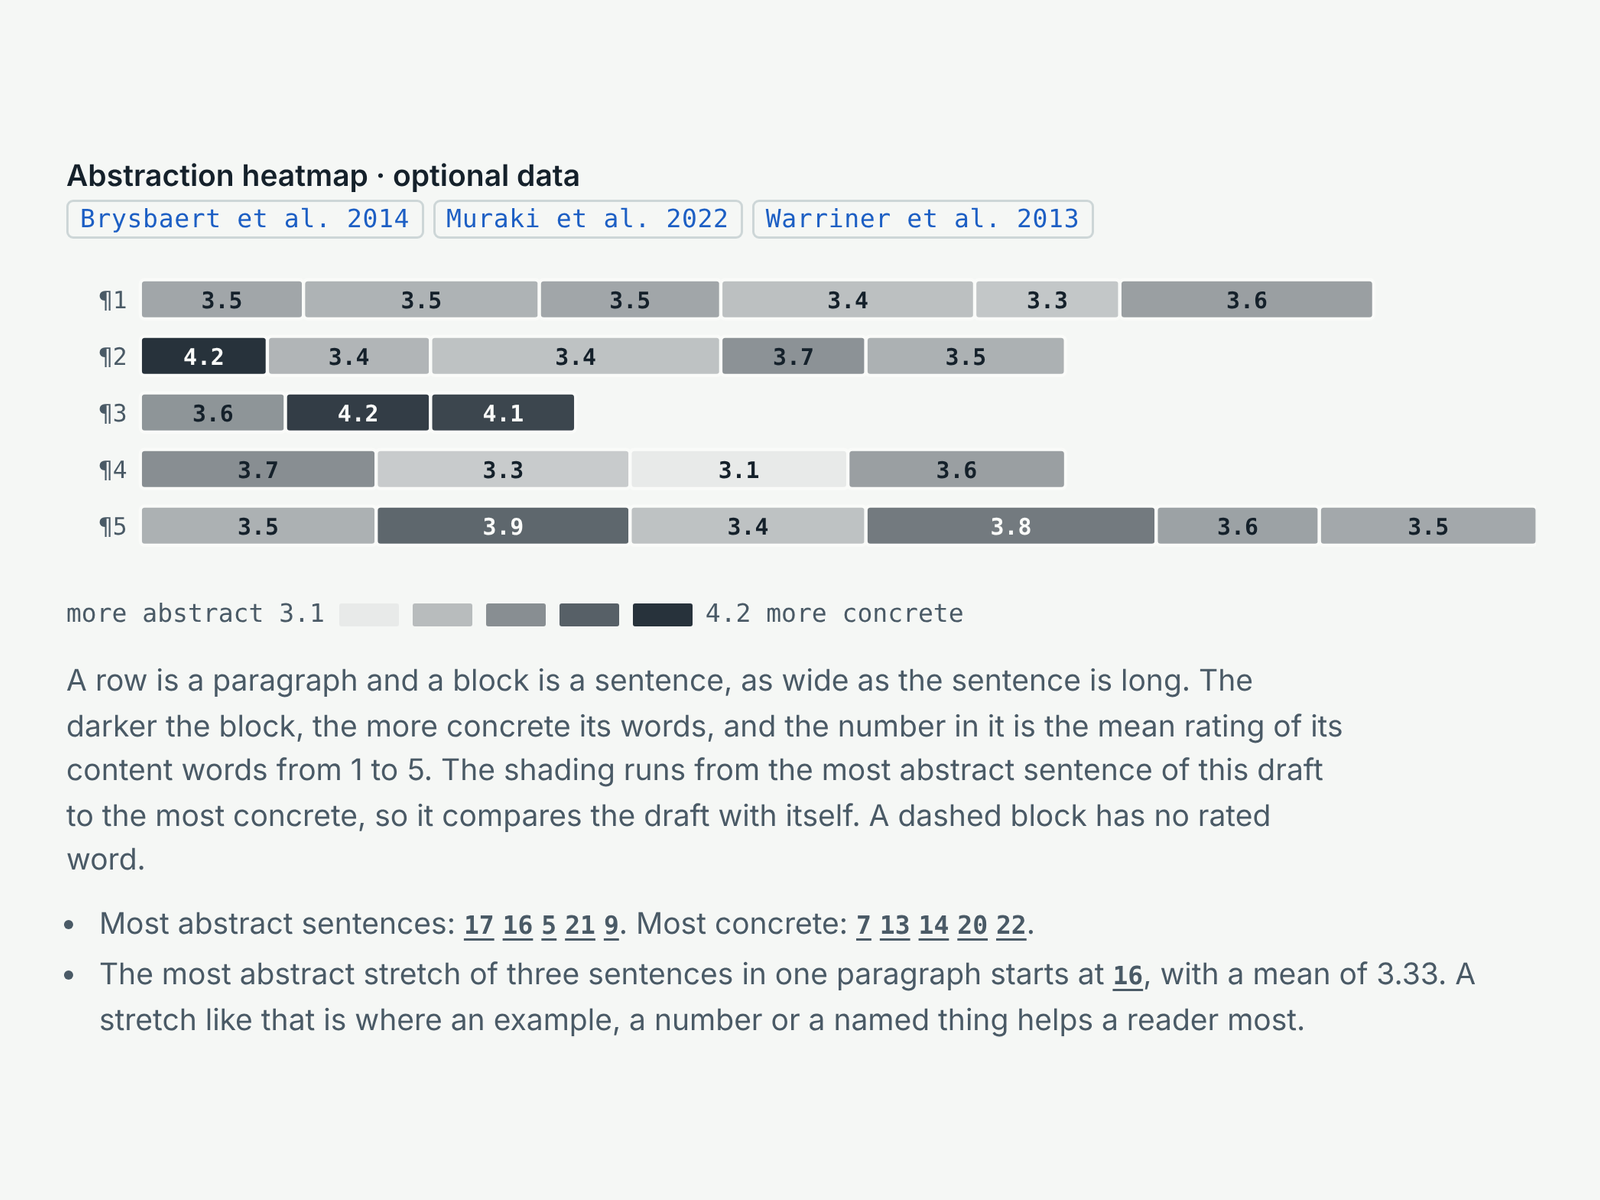 Abstraction heatmap · optional data
Brysbaert et al. 2014 Muraki et al. 2022 Warriner et al. 2013
¶1 3.5 3.5 3.5 3.4 3.3 3.6
¶2 4.2 3.4 3.4 3.7 3.5
¶3 3.6 4.2 4.1
¶4 3.7 3.3 3.1 3.6
¶5 3.5 3.9 3.4 3.8 3.6 3.5
more abstract 3.1 4.2 more concrete
A row is a paragraph and a block is a sentence, as wide as the sentence is long. The
darker the block, the more concrete its words, and the number in it is the mean rating of its
content words from 1 to 5. The shading runs from the most abstract sentence of this draft
to the most concrete, so it compares the draft with itself. A dashed block has no rated
word.
• Most abstract sentences: 17 16 5 21 9. Most concrete: 7 13 14 20 22.
• The most abstract stretch of three sentences in one paragraph starts at 16, with a mean of 3.33. A
stretch like that is where an example, a number or a named thing helps a reader most.